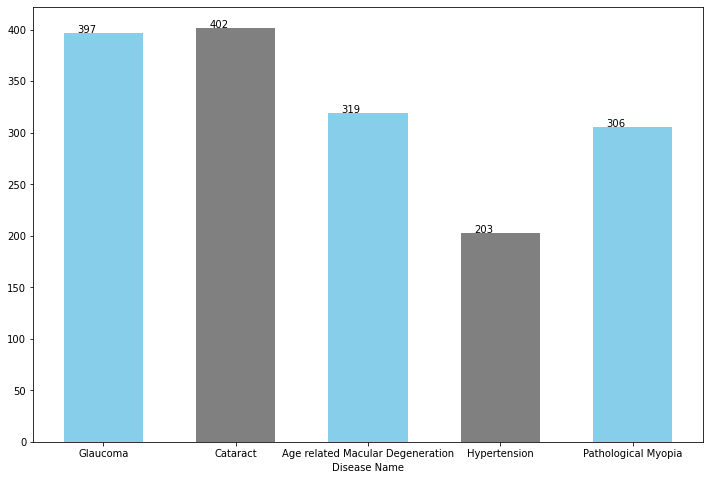 400
350
300
250
200
150
100
50
0
397
402
319
203
306
Glaucoma
Cataract
Age related Macular Degeneration
Hypertension
Pathological Myopia
Disease Name